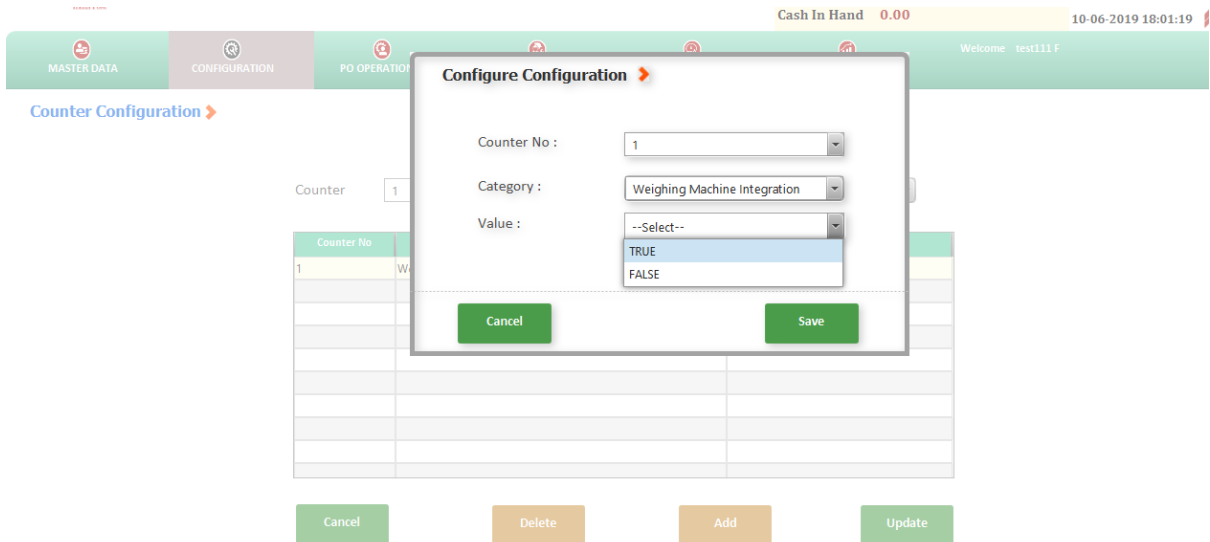 Cash In Hand 0.00
10-06-2019 18:01:19
MASTER DATA
CONFIGURATION
PO OPERATION
Welcome test111 F
Configure Configuration
Counter Configuration
Counter No :
1
Category :
Weighing Machine Integration
Counter
1
Value :
--Select--
TRUE
FALSE
Counter No
1
Cancel
Save
Cancel
Delete
Add
Update